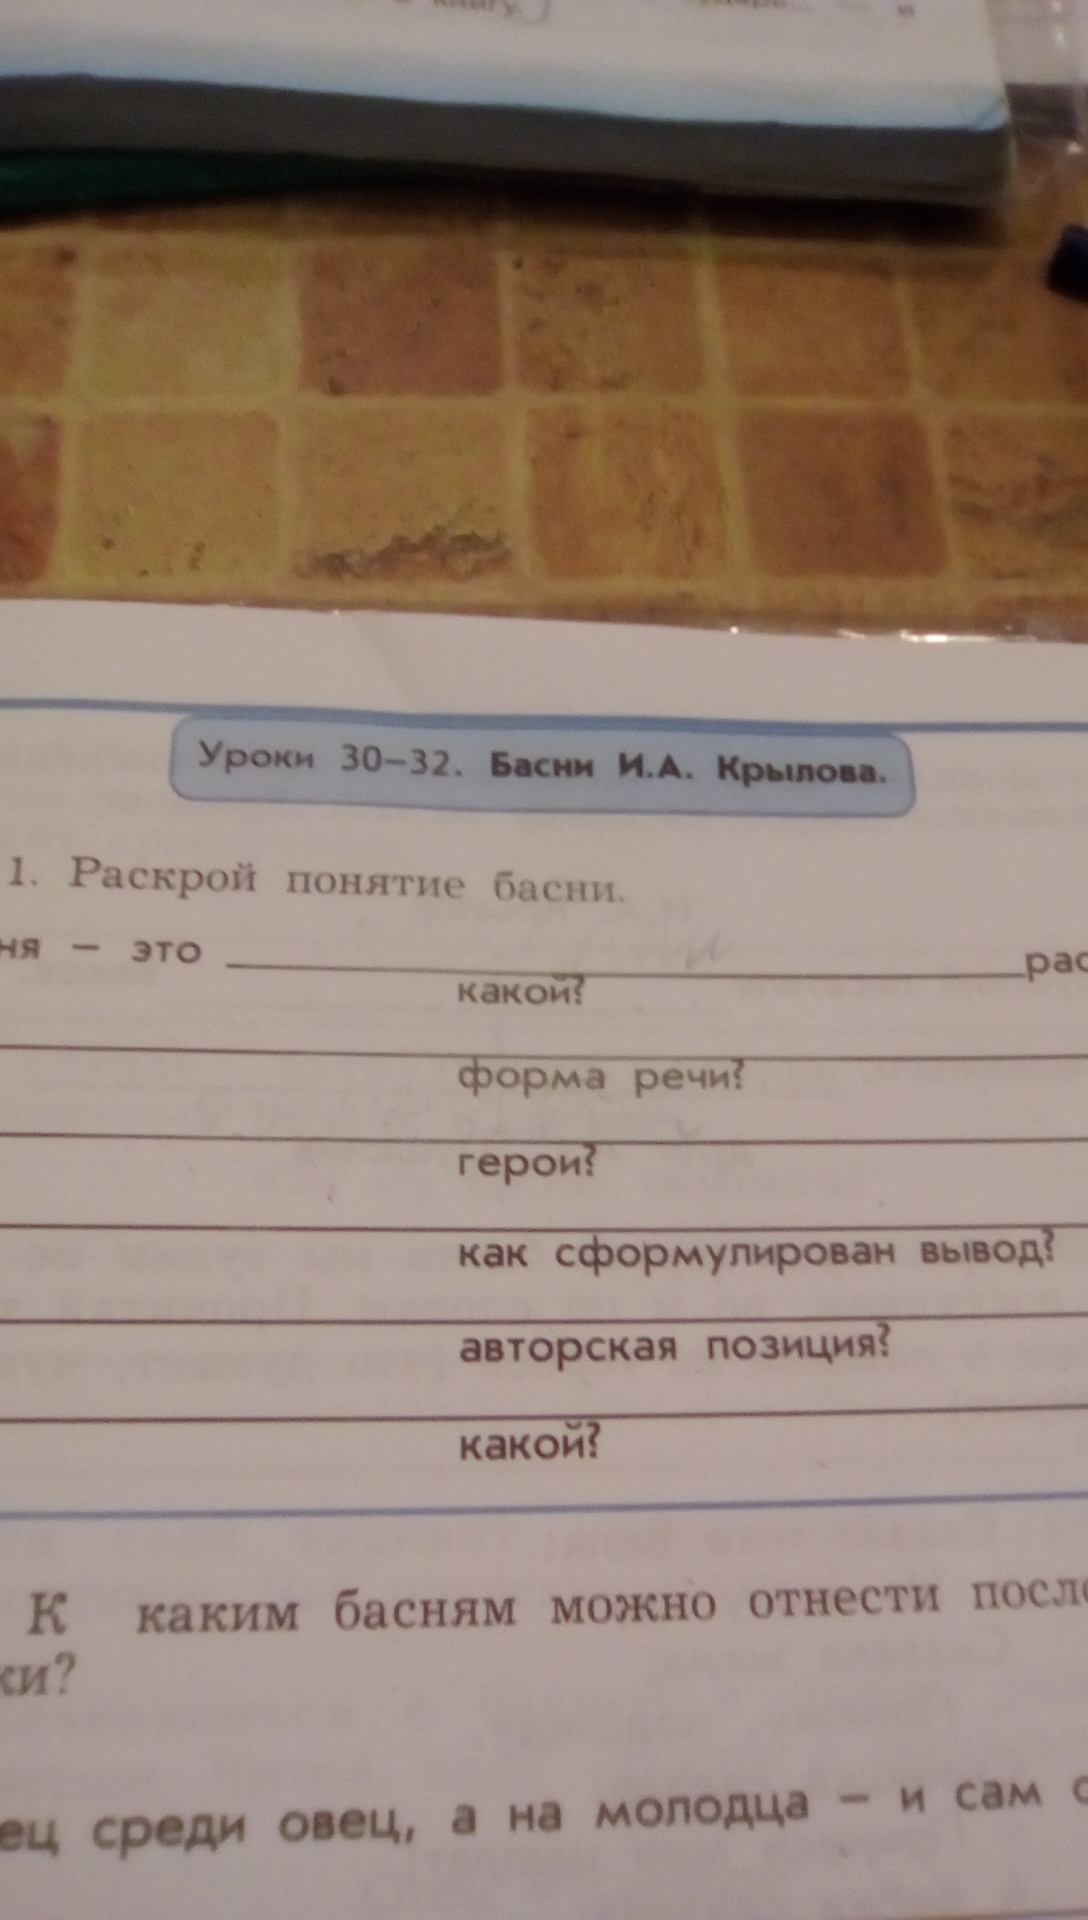 книгу.
Уроки 30–32. Басни И.А. Крылова.
1. Раскрой понятие басни.
ня – это рас
какой?
форма речи?
герои?
как сформулирован вывод?
авторская позиция?
какой?
К каким басням можно отнести посл
ки?
ец среди овец, а на молодца – и сам о